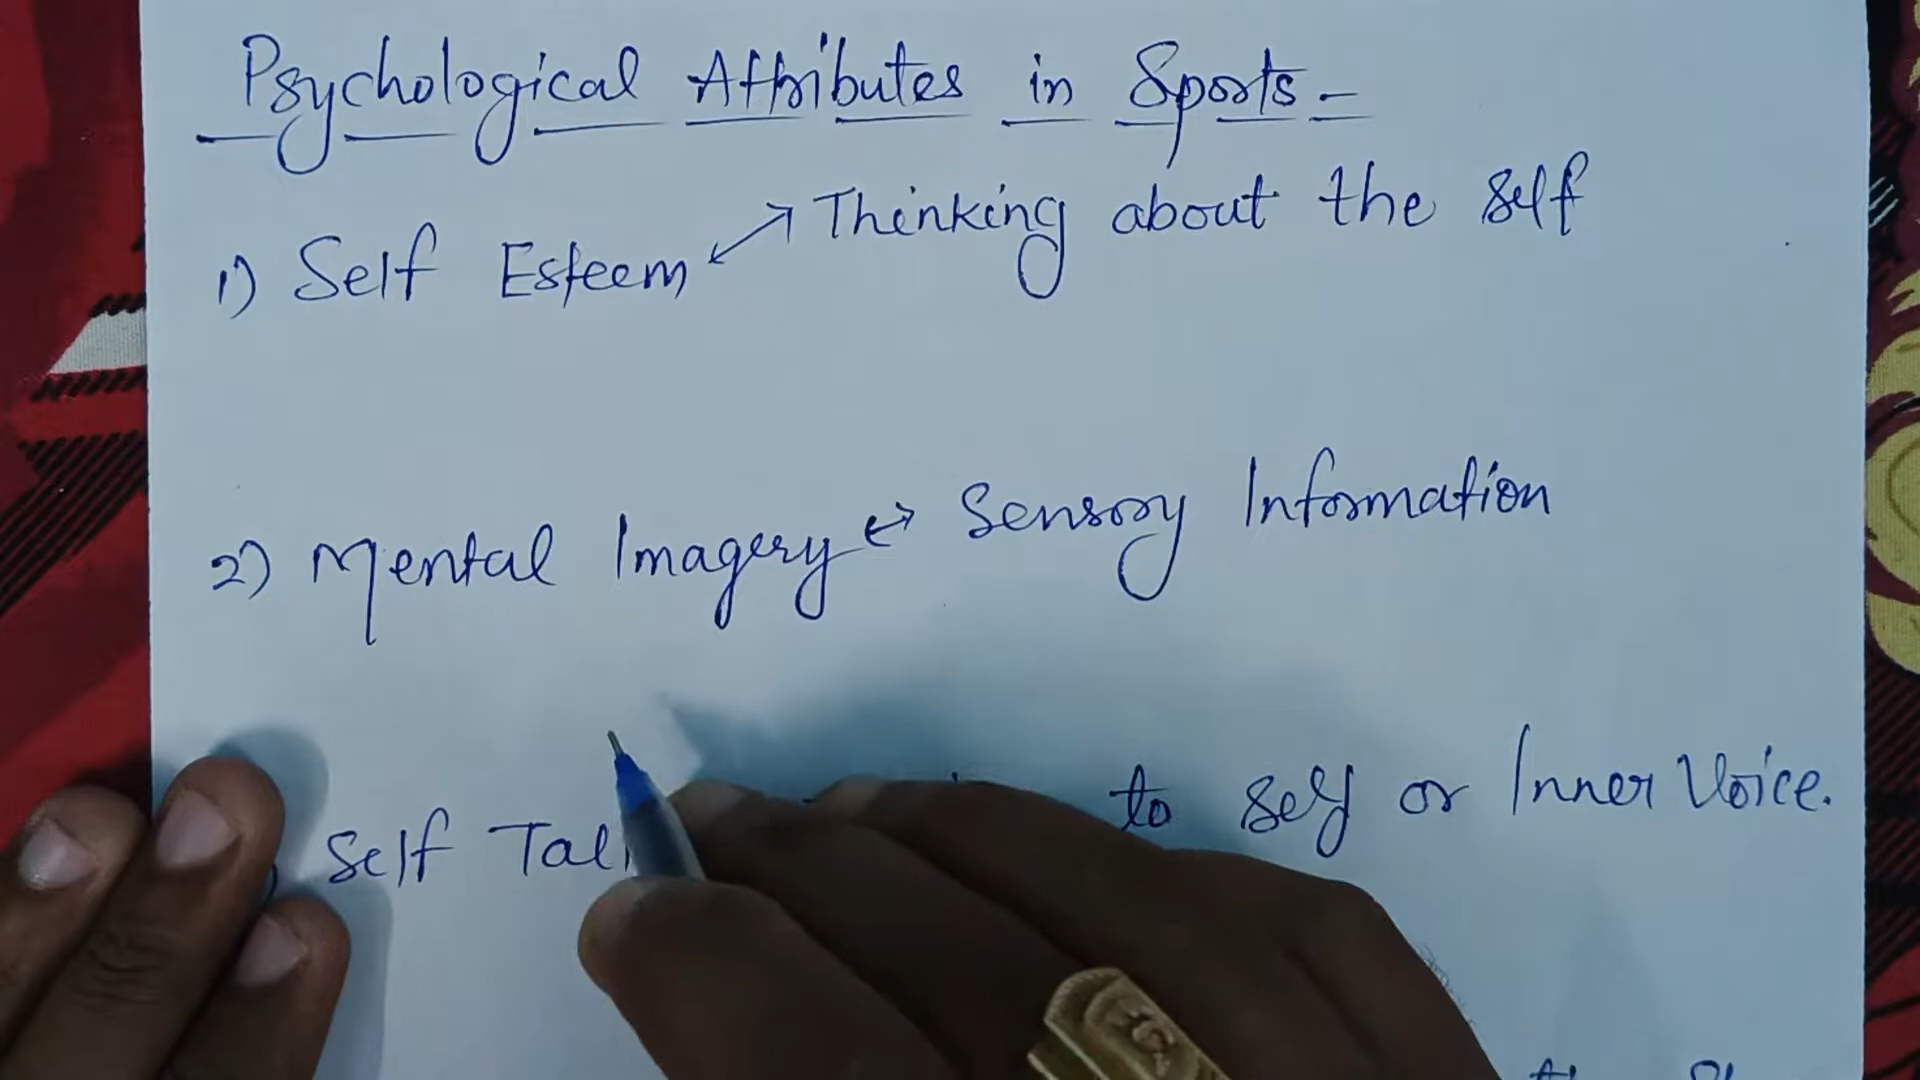 Psychological Attributes in Sports -
1) Self Esteem ↔ Thinking about the self
2) Mental Imagery ↔ Sensory Information
Self to self or Inner Voice.